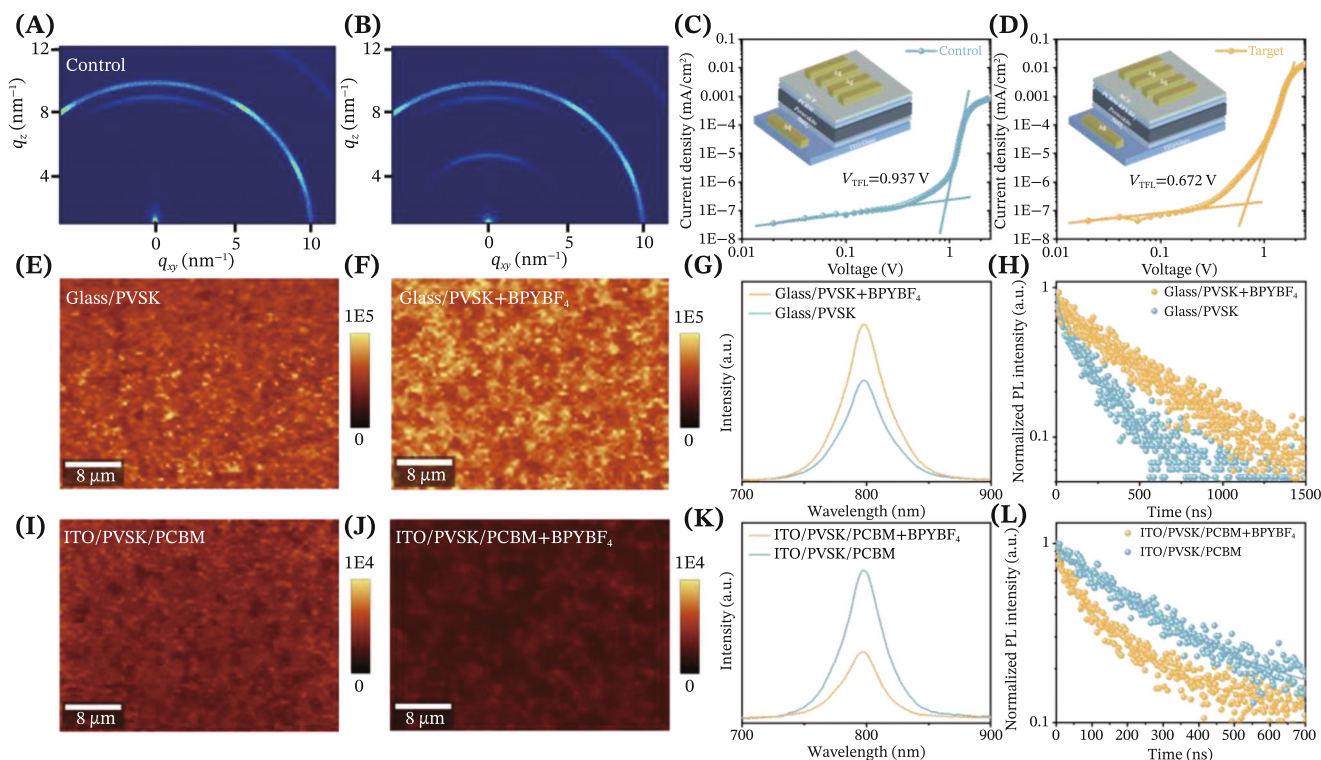 (A)
12
8
4
Control
q_z (nm⁻¹)
0
5
10
q_xy (nm⁻¹)
(B)
12
8
4
q_z (nm⁻¹)
0
5
10
q_xy (nm⁻¹)
(C)
0.1
0.01
0.001
1E−4
1E−5
1E−6
1E−7
1E−8
Current density (mA/cm²)
Control
V_TFL=0.937 V
0.01
0.1
1
Voltage (V)
(D)
0.1
0.01
0.001
1E−4
1E−5
1E−6
1E−7
1E−8
Current density (mA/cm²)
Target
V_TFL=0.672 V
0.01
0.1
1
Voltage (V)
(E)
Glass/PVSK
8 μm
1E5
0
(F)
Glass/PVSK+BPYBF₄
8 μm
1E5
0
(G)
Glass/PVSK+BPYBF₄
Glass/PVSK
Intensity (a.u.)
700
800
900
Wavelength (nm)
(H)
1
0.1
Normalized PL intensity (a.u.)
Glass/PVSK+BPYBF₄
Glass/PVSK
0
500
1000
1500
Time (ns)
(I)
ITO/PVSK/PCBM
8 μm
1E4
0
(J)
ITO/PVSK/PCBM+BPYBF₄
8 μm
1E4
0
(K)
ITO/PVSK/PCBM+BPYBF₄
ITO/PVSK/PCBM
Intensity (a.u.)
700
800
900
Wavelength (nm)
(L)
1
0.1
Normalized PL intensity (a.u.)
ITO/PVSK/PCBM+BPYBF₄
ITO/PVSK/PCBM
0
100
200
300
400
500
600
700
Time (ns)